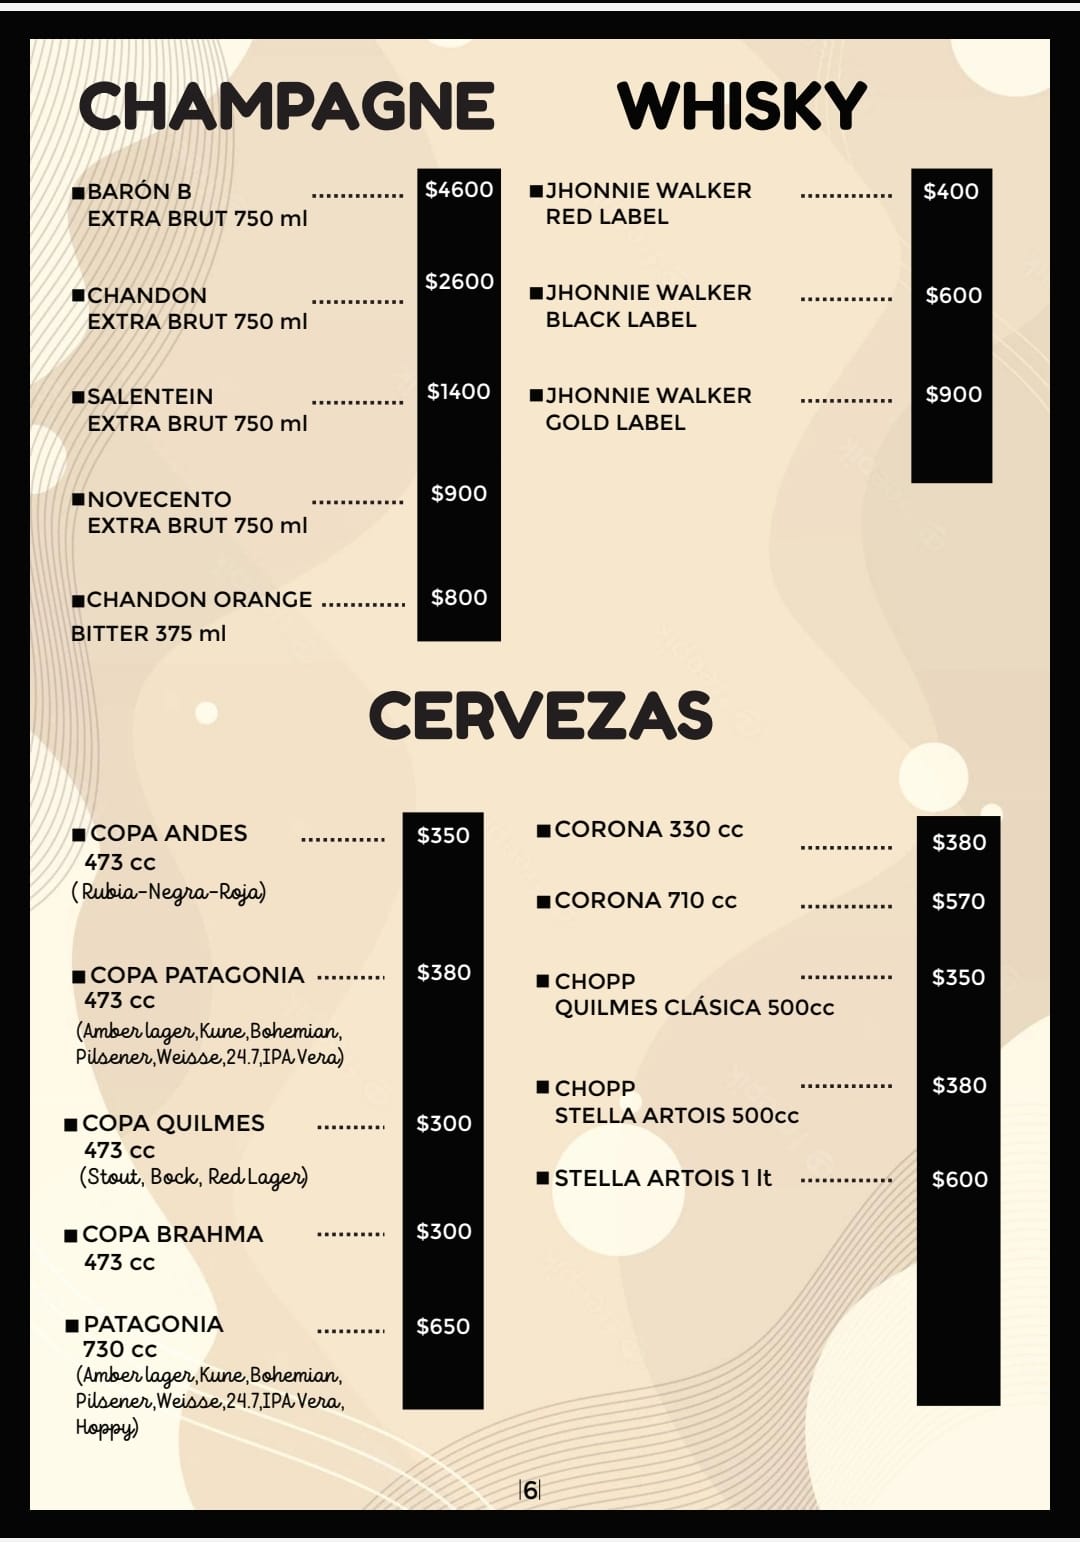 CHAMPAGNE
■BARÓN B ............ $4600
EXTRA BRUT 750 ml
■CHANDON ............ $2600
EXTRA BRUT 750 ml
■SALENTEIN ............ $1400
EXTRA BRUT 750 ml
■NOVECENTO ............ $900
EXTRA BRUT 750 ml
■CHANDON ORANGE ............ $800
BITTER 375 ml
WHISKY
■JHONNIE WALKER ............ $400
RED LABEL
■JHONNIE WALKER ............ $600
BLACK LABEL
■JHONNIE WALKER ............ $900
GOLD LABEL
CERVEZAS
■ COPA ANDES ............ $350
473 cc
(Rubia-Negra-Roja)
■ COPA PATAGONIA ......... $380
473 cc
(Amber lager,Kune,Bohemian,
Pilsener,Weisse,24.7,IPA Vera)
■ COPA QUILMES ......... $300
473 cc
(Stout, Bock, Red Lager)
■ COPA BRAHMA ......... $300
473 cc
■ PATAGONIA ......... $650
730 cc
(Amber lager,Kune,Bohemian,
Pilsener,Weisse,24.7,IPA Vera,
Hoppy)
■ CORONA 330 cc ............ $380
■ CORONA 710 cc ............ $570
■ CHOPP ............ $350
QUILMES CLÁSICA 500cc
■ CHOPP ............ $380
STELLA ARTOIS 500cc
■ STELLA ARTOIS 1 lt ............ $600
|6|